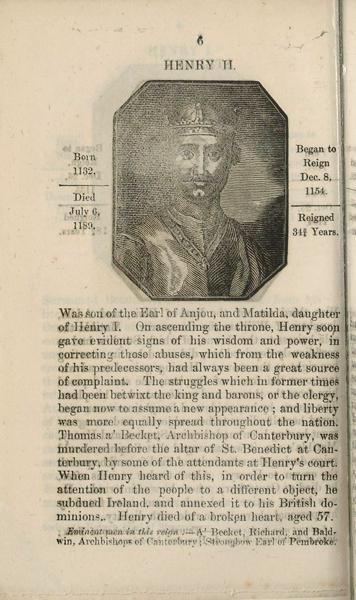 6
HENRY II.
Born
1132.
Died
July 6,
1189.
Began to
Reign
Dec. 8,
1154.
Reigned
34¾ Years.
Was son of the Earl of Anjou, and Matilda, daughter
of Henry I. On ascending the throne, Henry soon
gave evident signs of his wisdom and power, in
correcting those abuses, which from the weakness
of his predecessors, had always been a great source
of complaint. The struggles which in former times
had been betwixt the king and barons, or the clergy,
began now to assume a new appearance; and liberty
was more equally spread throughout the nation.
Thomas a' Becket, Archbishop of Canterbury, was
murdered before the altar of St. Benedict at Can-
terbury, by some of the attendants at Henry's court.
When Henry heard of this, in order to turn the
attention of the people to a different object, he
subdued Ireland, and annexed it to his British do-
minions. Henry died of a broken heart, aged 57.
Eminent men in this reign:—A' Becket, Richard, and Bald-
win, Archbishops of Canterbury; Strongbow Earl of Pembroke.